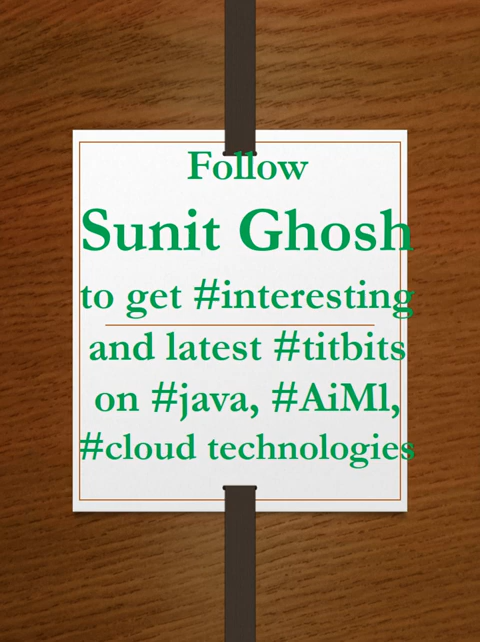 Follow
Sunit Ghosh
to get #interesting
and latest #titbits
on #java, #AiMl,
#cloud technologies